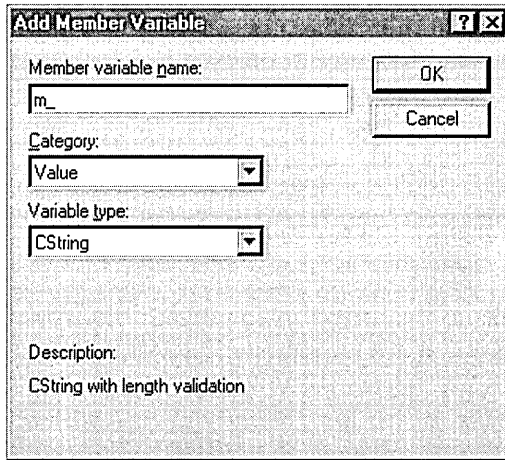 Add Member Variable
Member variable name:
OK
m_
Cancel
Category:
Value
Variable type:
CString
Description:
CString with length validation